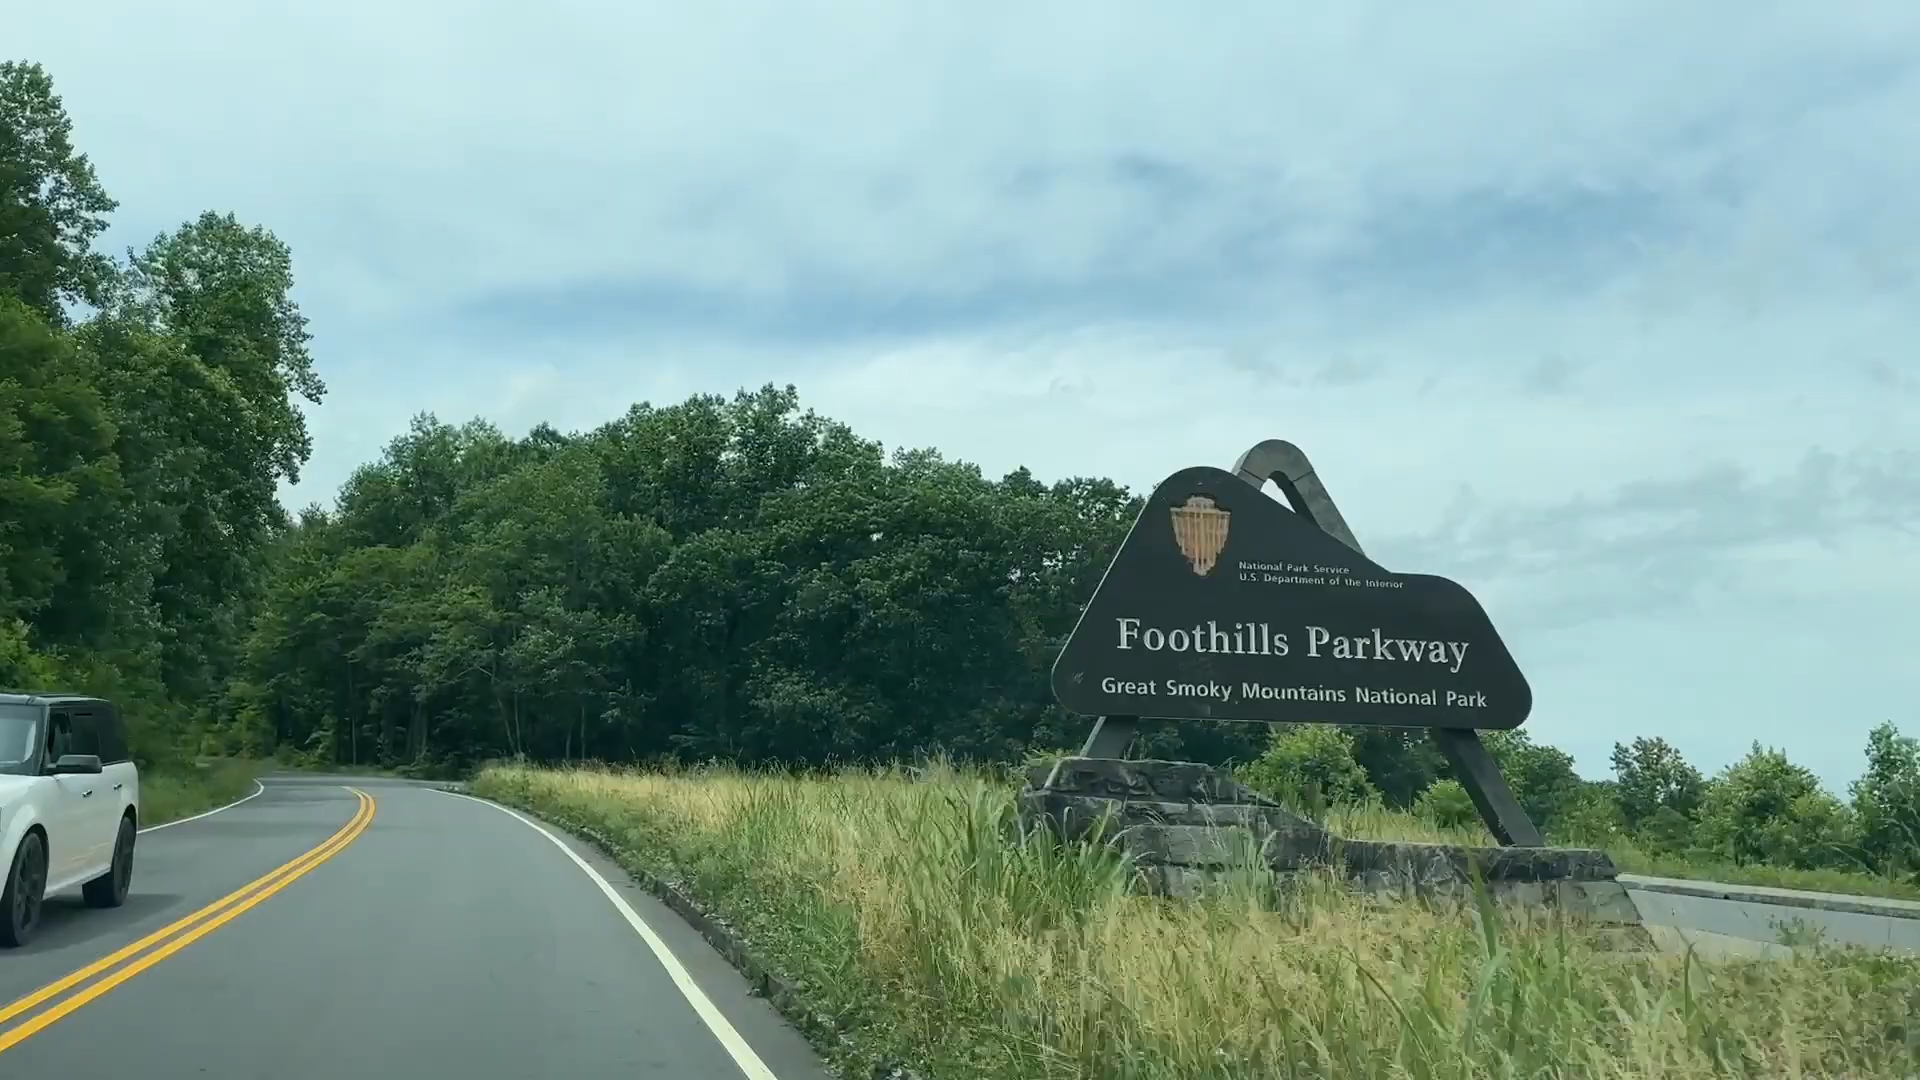 National Park Service
U.S. Department of the Interior
Foothills Parkway
Great Smoky Mountains National Park